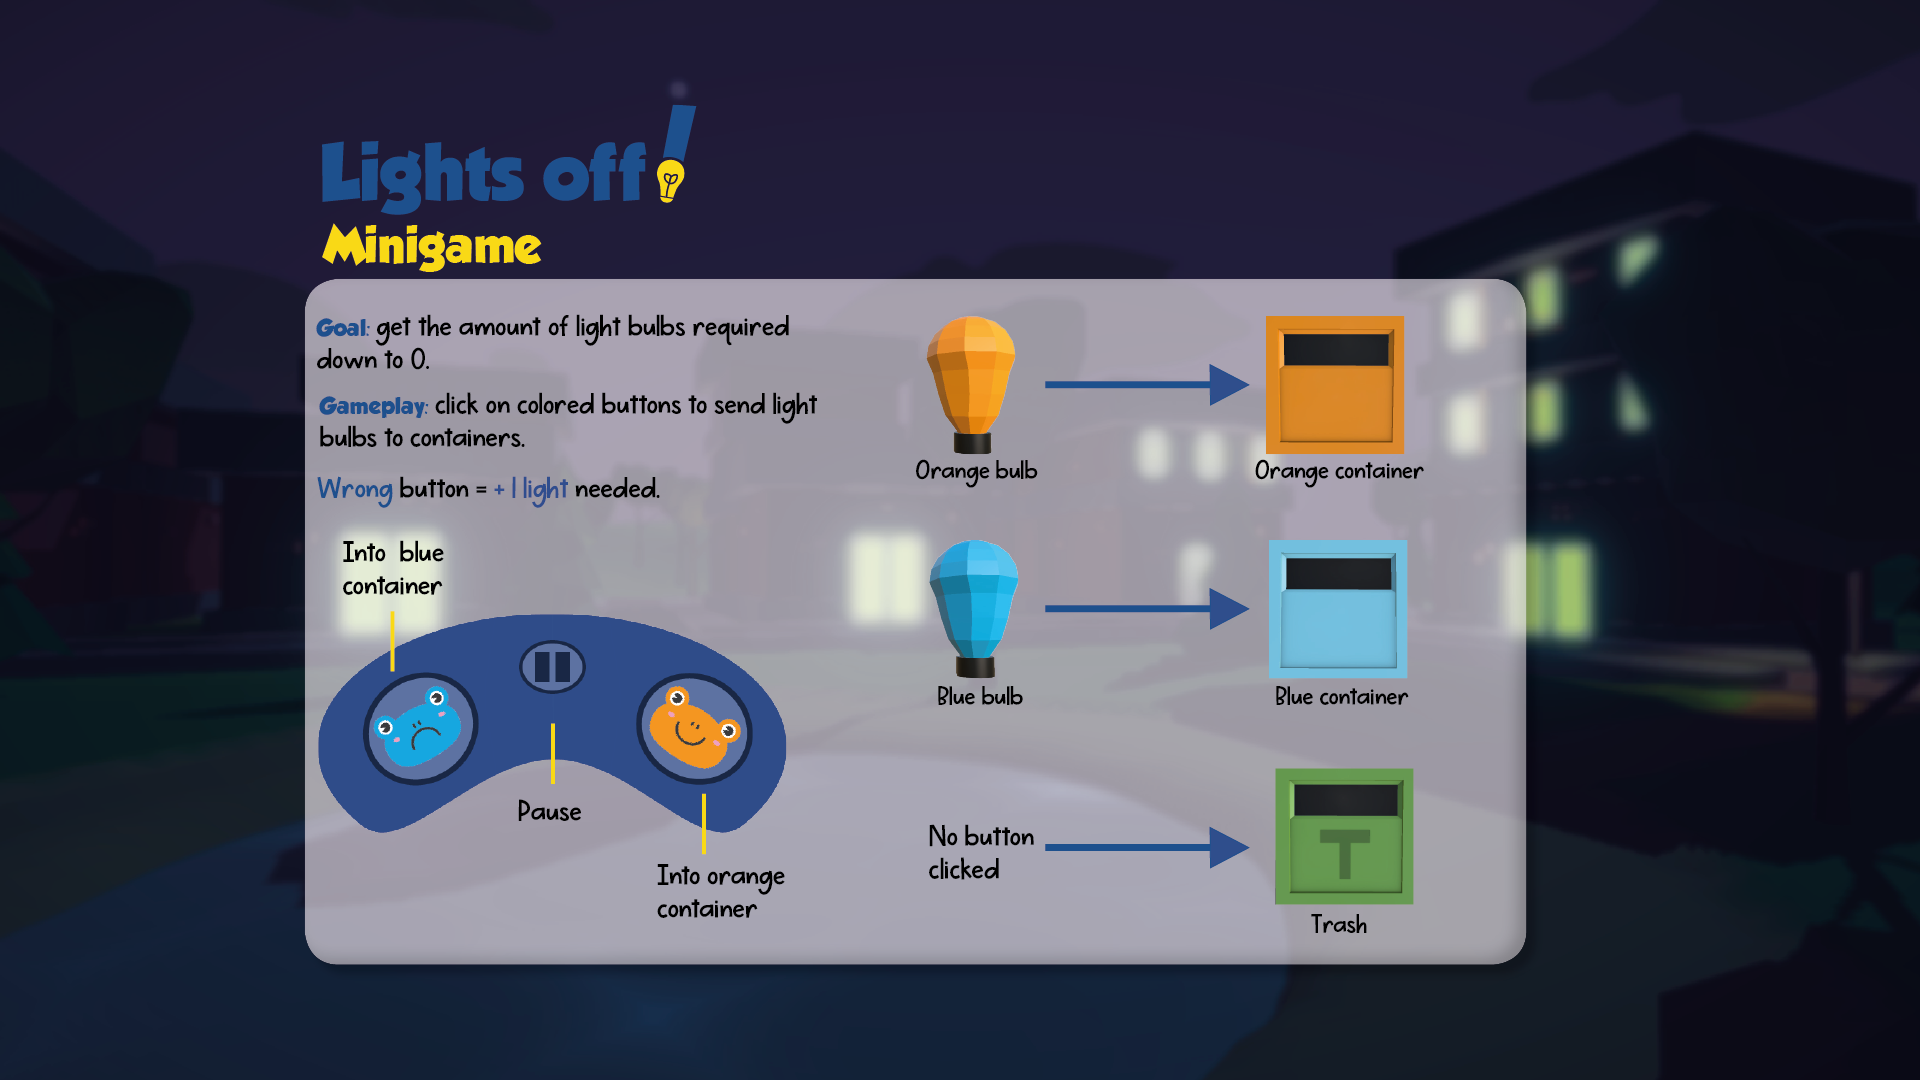 Lights off!
Minigame
Goal: get the amount of light bulbs required
down to 0.
Gameplay: click on colored buttons to send light
bulbs to containers.
Wrong button = + 1 light needed.
Into blue
container
Pause
Into orange
container
Orange bulb
Orange container
Blue bulb
Blue container
No button
clicked
T
Trash